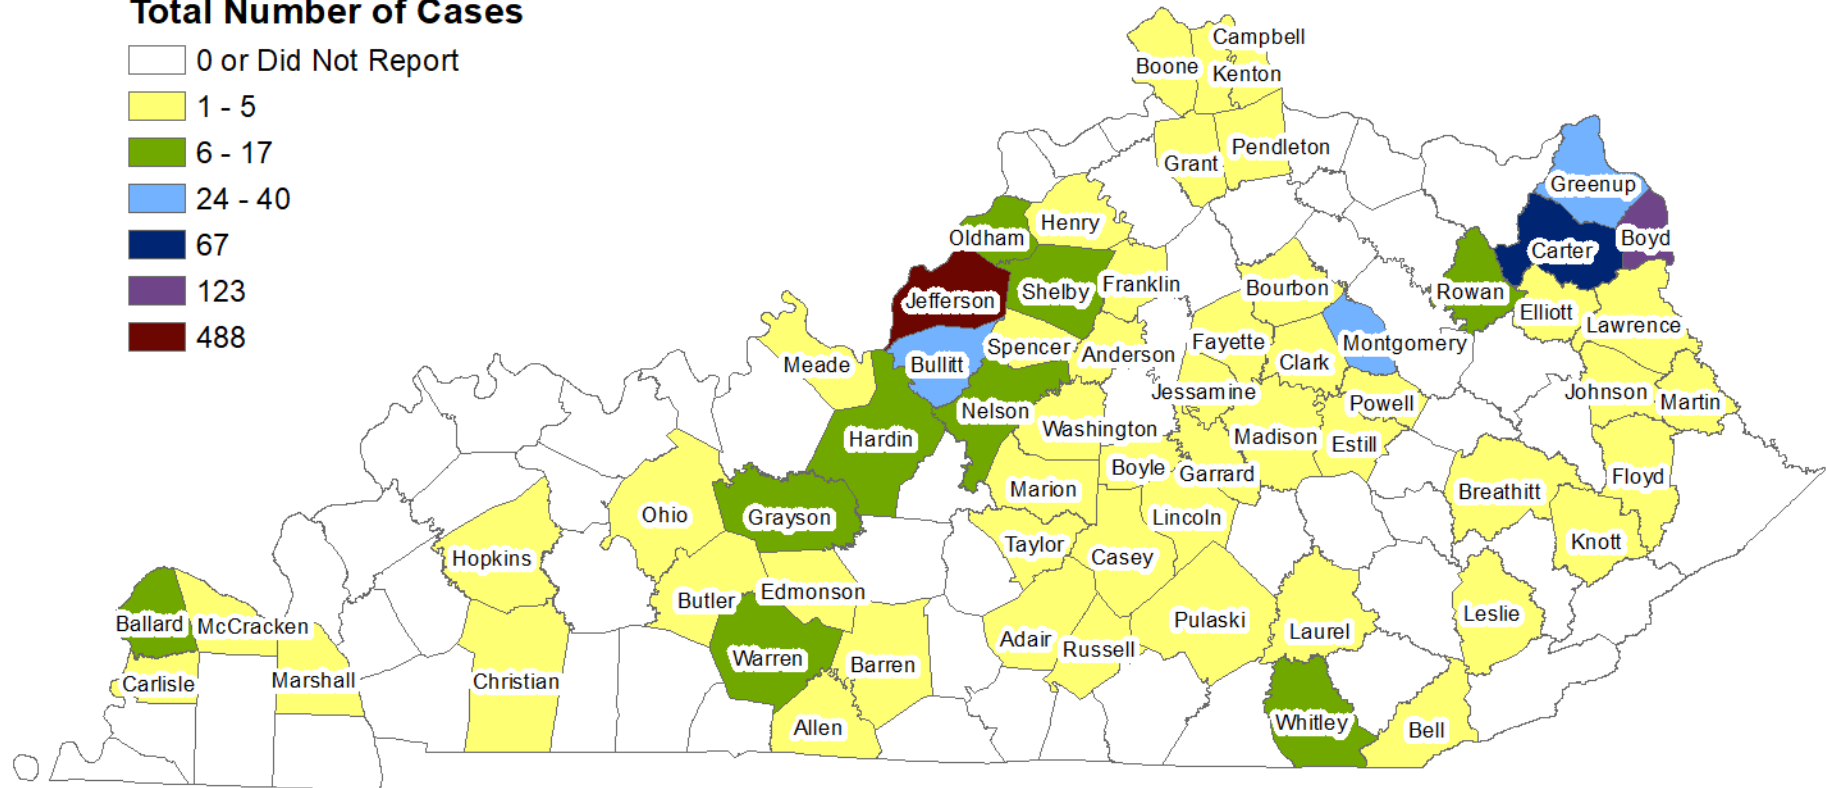 Total Number of Cases
0 or Did Not Report
1 - 5
6 - 17
24 - 40
67
123
488
Campbell
Boone
Kenton
Pendleton
Grant
Greenup
Henry
Oldham
Boyd
Carter
Franklin
Bourbon
Shelby
Rowan
Jefferson
Elliott
Lawrence
Fayette
Montgomery
Spencer
Anderson
Clark
Meade
Bullitt
Jessamine
Johnson
Powell
Martin
Nelson
Washington
Madison
Hardin
Estill
Boyle
Garrard
Floyd
Marion
Breathitt
Ohio
Grayson
Lincoln
Knott
Taylor
Casey
Hopkins
Edmonson
Butler
Leslie
Pulaski
Ballard
McCracken
Laurel
Adair
Russell
Warren
Barren
Carlisle
Marshall
Christian
Whitley
Allen
Bell